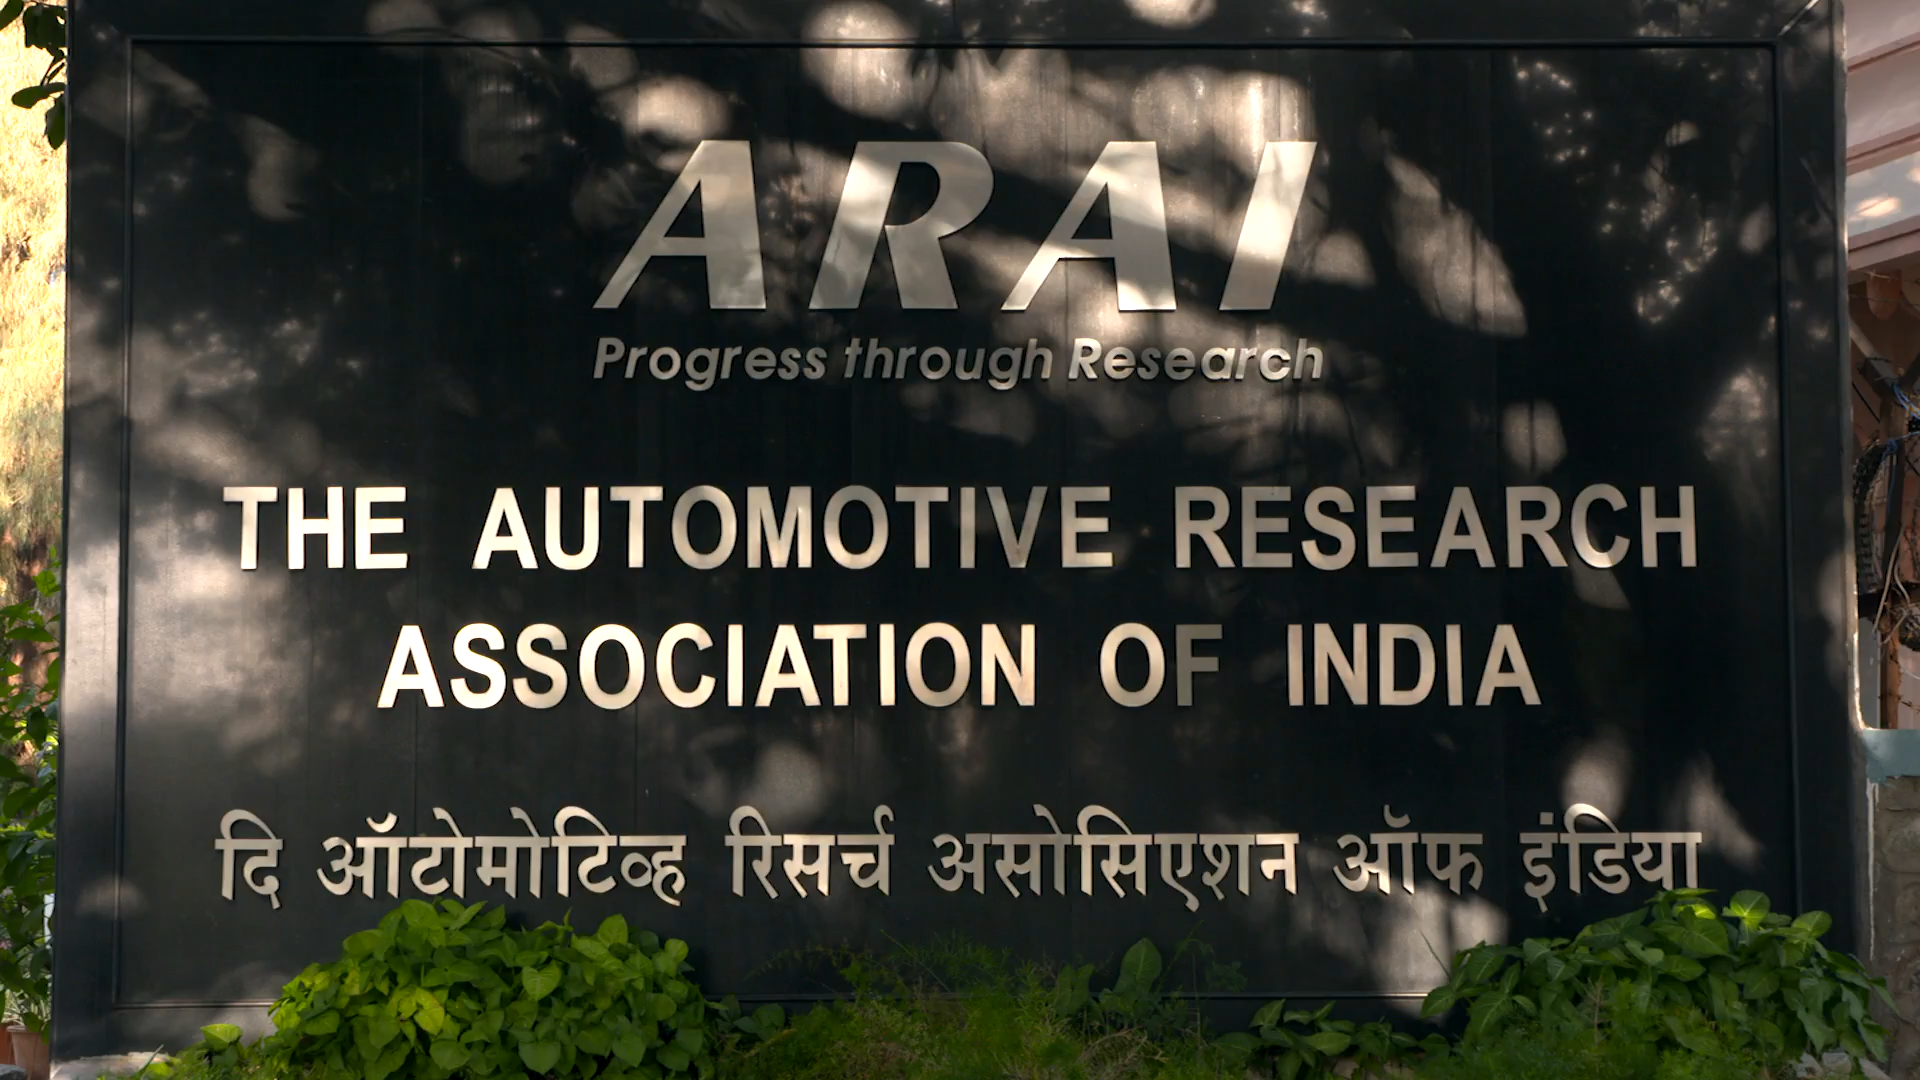 ARAI
Progress through Research
THE AUTOMOTIVE RESEARCH
ASSOCIATION OF INDIA
दि ऑटोमोटिव्ह रिसर्च असोसिएशन ऑफ इंडिया